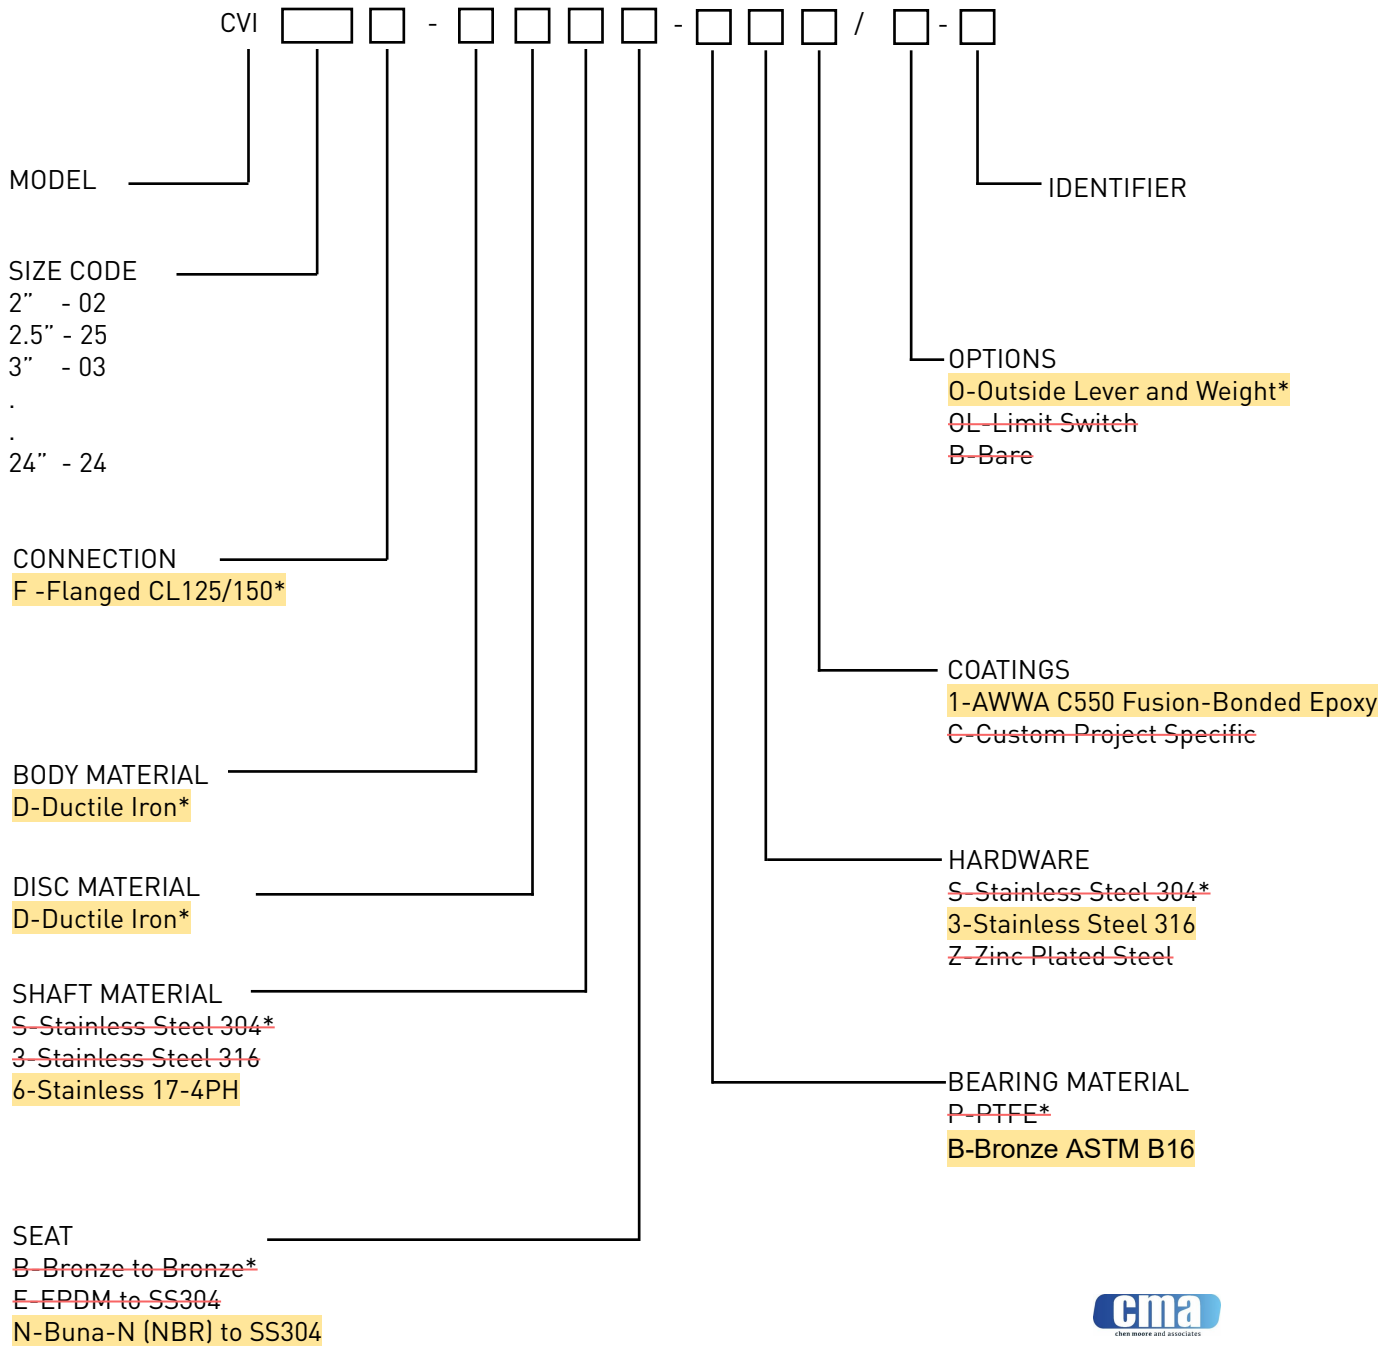 CVI - - / -
MODEL
IDENTIFIER
SIZE CODE
2” - 02
2.5” - 25
3” - 03
.
.
24” - 24
OPTIONS
O-Outside Lever and Weight*
OL-Limit Switch
B-Bare
CONNECTION
F -Flanged CL125/150*
COATINGS
1-AWWA C550 Fusion-Bonded Epoxy
C-Custom Project Specific
BODY MATERIAL
D-Ductile Iron*
DISC MATERIAL
D-Ductile Iron*
HARDWARE
S-Stainless Steel 304*
3-Stainless Steel 316
Z-Zinc Plated Steel
SHAFT MATERIAL
S-Stainless Steel 304*
3-Stainless Steel 316
6-Stainless 17-4PH
BEARING MATERIAL
P-PTFE*
B-Bronze ASTM B16
SEAT
B-Bronze to Bronze*
E-EPDM to SS304
N-Buna-N (NBR) to SS304
cma
chen moore and associates